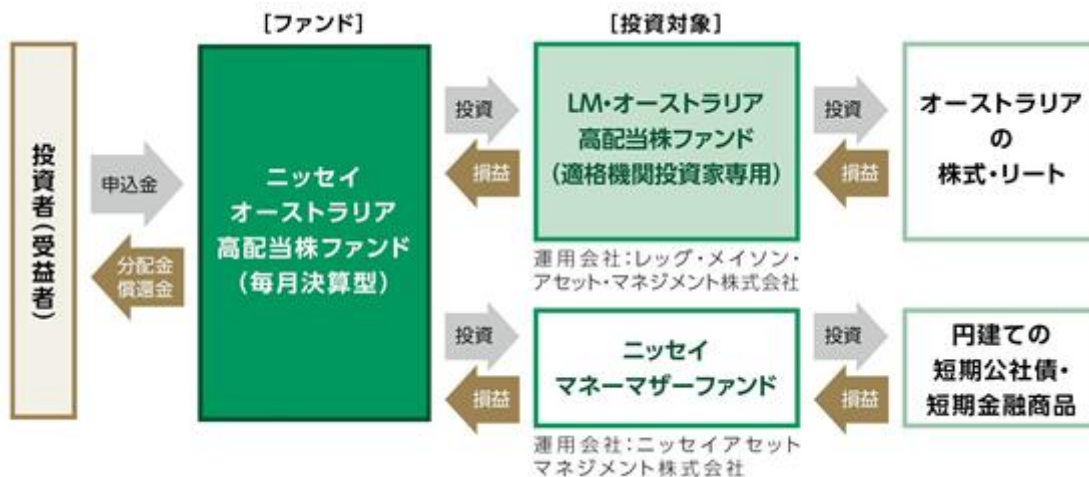 ［ファンド］
［投資対象］
投資者（受益者）
申込金
分配金
償還金
ニッセイ
オーストラリア
高配当株ファンド
（毎月決算型）
投資
損益
LM・オーストラリア
高配当株ファンド
（適格機関投資家専用）
運用会社：レッグ・メイソン・
アセット・マネジメント株式会社
投資
損益
オーストラリア
の
株式・リート
投資
損益
ニッセイ
マネーマザーファンド
運用会社：ニッセイアセット
マネジメント株式会社
投資
損益
円建ての
短期公社債・
短期金融商品